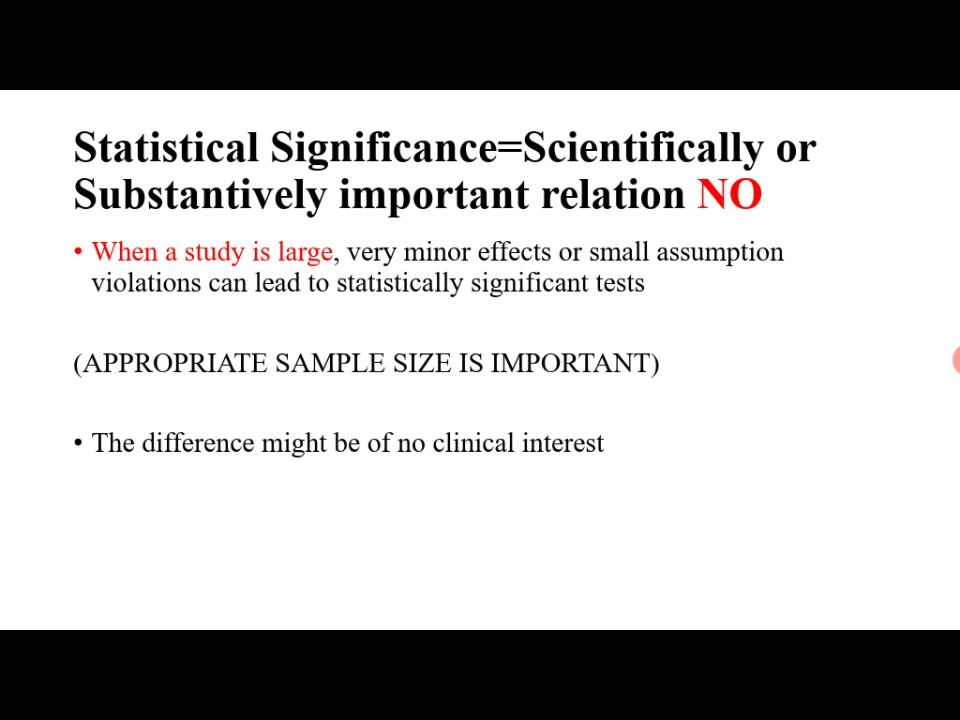 Statistical Significance=Scientifically or
Substantively important relation NO
• When a study is large, very minor effects or small assumption
violations can lead to statistically significant tests
(APPROPRIATE SAMPLE SIZE IS IMPORTANT)
• The difference might be of no clinical interest